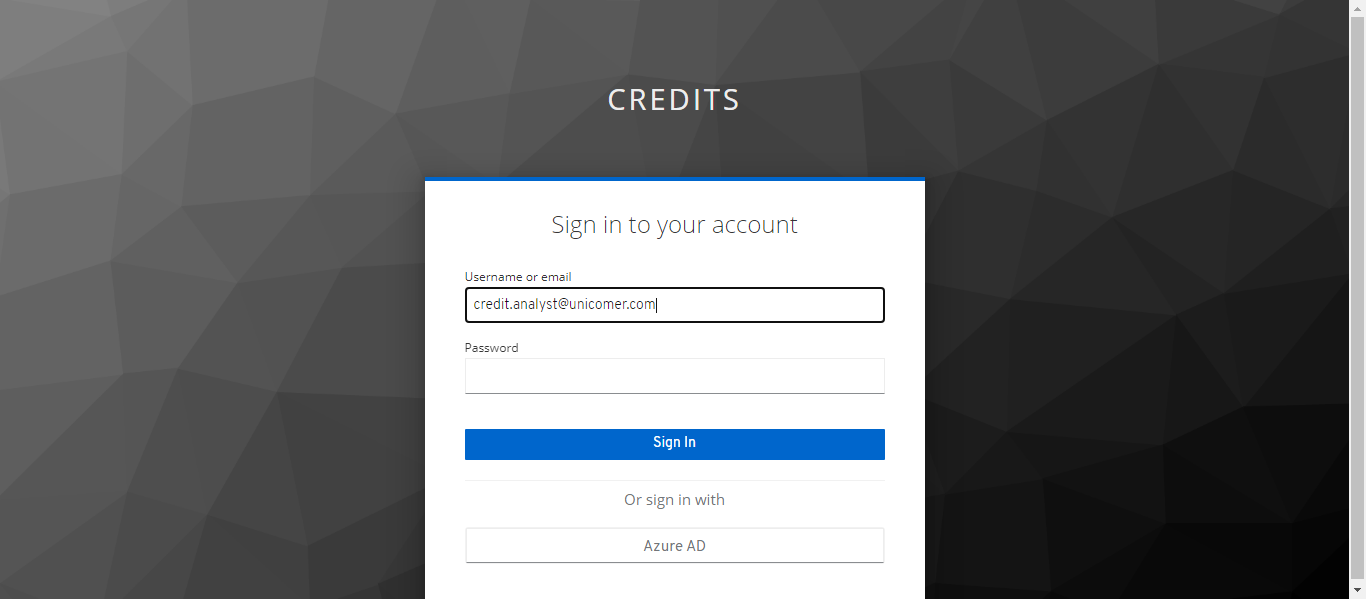 CREDITS
Sign in to your account
Username or email
credit.analyst@unicomer.com
Password
Sign In
Or sign in with
Azure AD